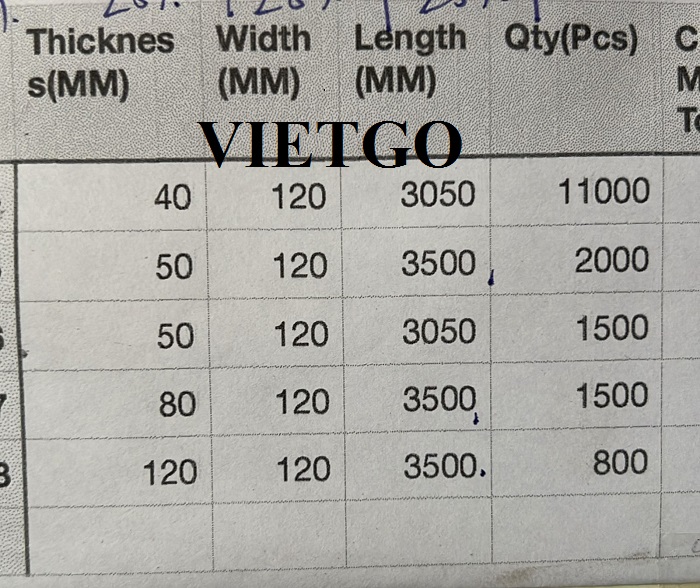 Thicknes Width Length Qty(Pcs)
s(MM) (MM) (MM)
VIETGO
40 120 3050 11000
50 120 3500 2000
50 120 3050 1500
80 120 3500 1500
120 120 3500. 800